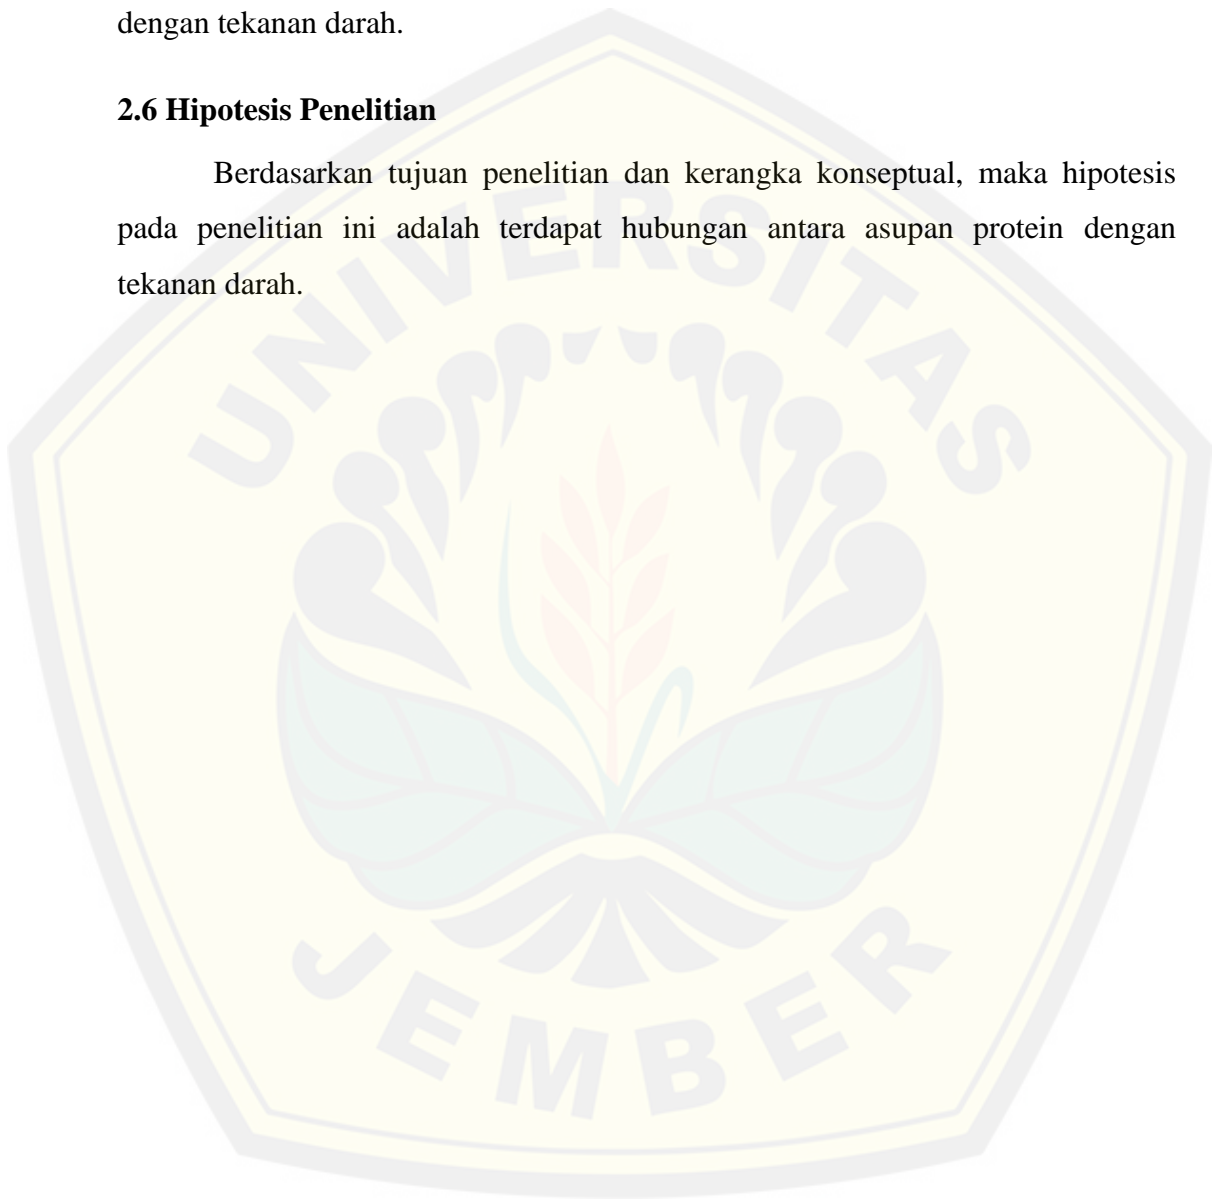 dengan tekanan darah.
2.6 Hipotesis Penelitian
Berdasarkan tujuan penelitian dan kerangka konseptual, maka hipotesis
pada penelitian ini adalah terdapat hubungan antara asupan protein dengan
tekanan darah.
UNIVERSITAS
JEMBER